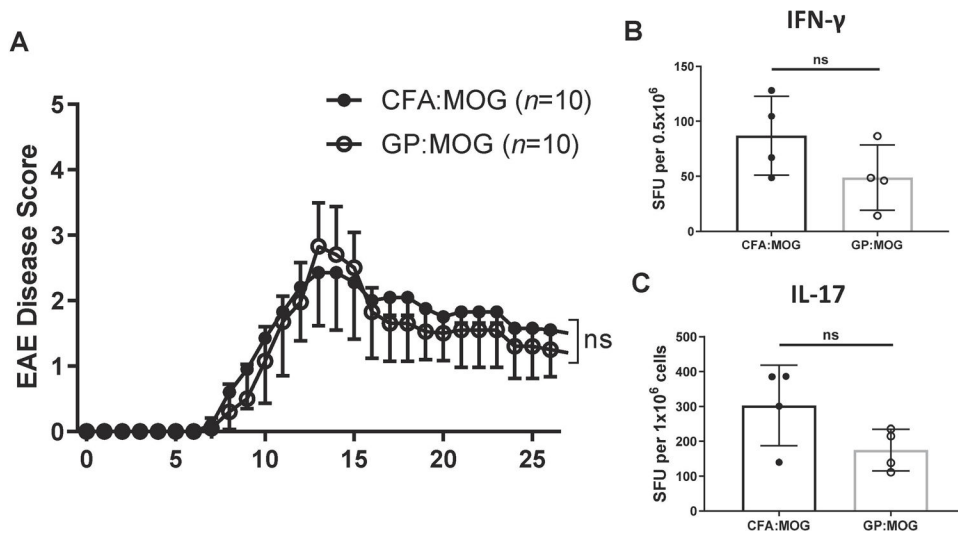 A
EAE Disease Score
5
4
3
2
1
0
0
5
10
15
20
25
CFA:MOG (n=10)
GP:MOG (n=10)
ns
B
IFN-γ
SFU per 0.5x10⁶
150
100
50
0
ns
CFA:MOG
GP:MOG
C
IL-17
SFU per 1x10⁶ cells
500
400
300
200
100
0
ns
CFA:MOG
GP:MOG